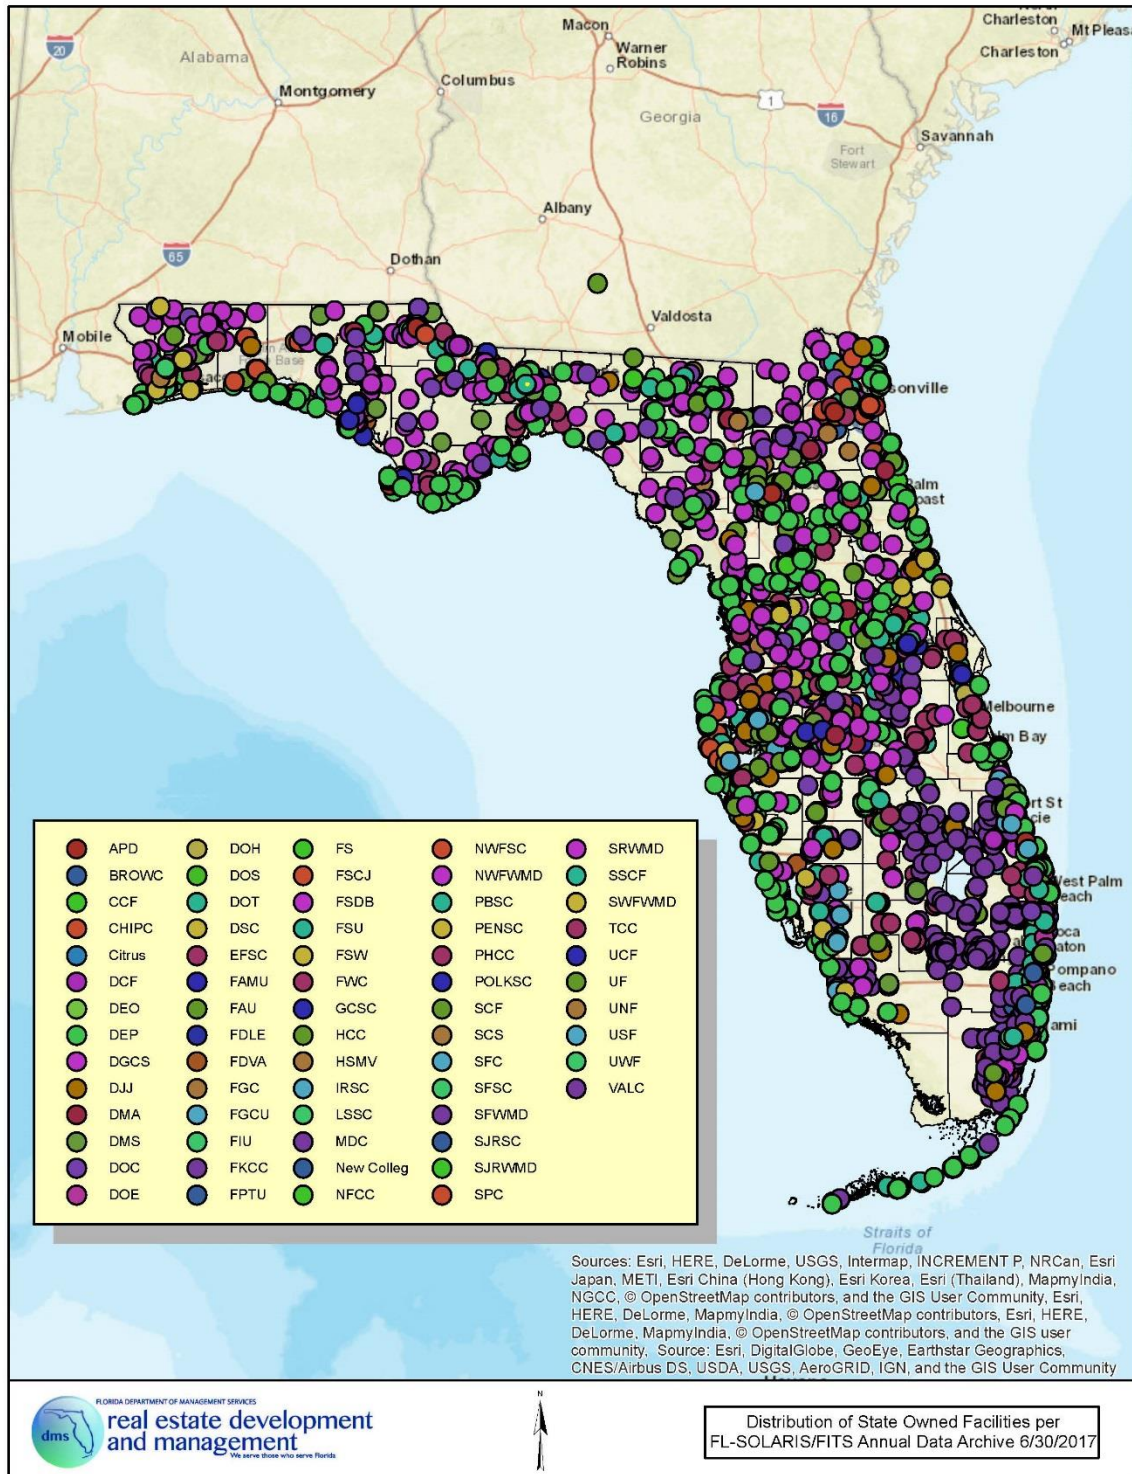 North
Charleston
Mt Pleas
Charleston
Macon
Warner
Robins
20
Alabama
Columbus
Montgomery
1
16
Georgia
Savannah
Fort
Stewart
Albany
65
Dothan
Valdosta
Mobile
sonville
Palm
oast
Melbourne
lm Bay
ort St
cie
West Palm
Beach
oca
aton
Pompano
Beach
ami
APD
BROWC
CCF
CHIPC
Citrus
DCF
DEO
DEP
DGCS
DJJ
DMA
DMS
DOC
DOE
DOH
DOS
DOT
DSC
EFSC
FAMU
FAU
FDLE
FDVA
FGC
FGCU
FIU
FKCC
FPTU
FS
FSCJ
FSDB
FSU
FSW
FWC
GCSC
HCC
HSMV
IRSC
LSSC
MDC
New Colleg
NFCC
NWFSC
NWFWMD
PBSC
PENSC
PHCC
POLKSC
SCF
SCS
SFC
SFSC
SFWMD
SJRSC
SJRWMD
SPC
SRWMD
SSCF
SWFWMD
TCC
UCF
UF
UNF
USF
UWF
VALC
Straits of
Florida
Sources: Esri, HERE, DeLorme, USGS, Intermap, INCREMENT P, NRCan, Esri
Japan, METI, Esri China (Hong Kong), Esri Korea, Esri (Thailand), MapmyIndia,
NGCC, © OpenStreetMap contributors, and the GIS User Community, Esri,
HERE, DeLorme, MapmyIndia, © OpenStreetMap contributors, Esri, HERE,
DeLorme, MapmyIndia, © OpenStreetMap contributors, and the GIS user
community, Source: Esri, DigitalGlobe, GeoEye, Earthstar Geographics,
CNES/Airbus DS, USDA, USGS, AeroGRID, IGN, and the GIS User Community
FLORIDA DEPARTMENT OF MANAGEMENT SERVICES
dms
real estate development
and management
We serve those who serve Florida
N
Distribution of State Owned Facilities per
FL-SOLARIS/FITS Annual Data Archive 6/30/2017